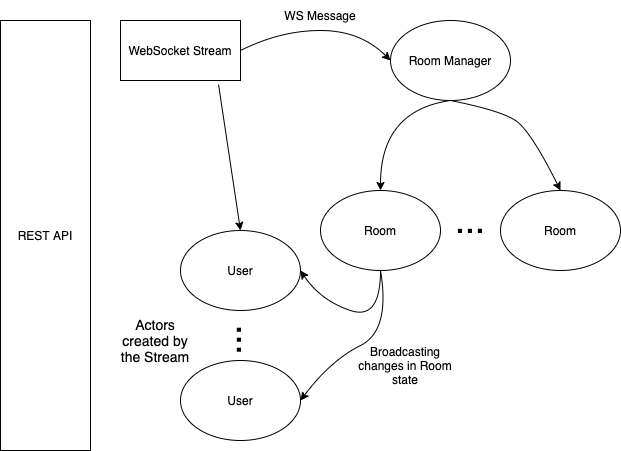 WS Message
WebSocket Stream
Room Manager
REST API
Room
Room
User
Actors
created by
the Stream
Broadcasting
changes in Room
state
User